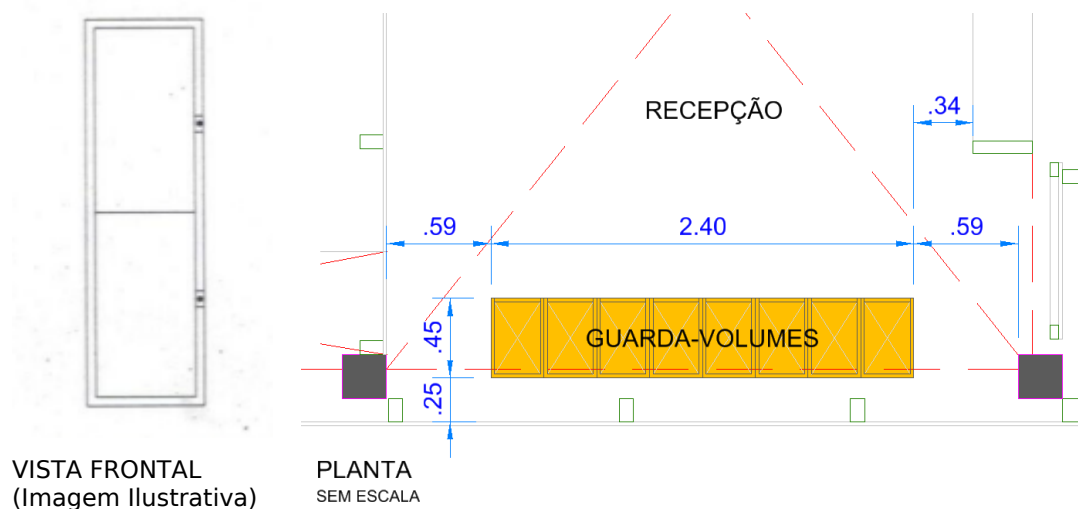 RECEPÇÃO
.34
.59
2.40
.59
.45
GUARDA-VOLUMES
.25
VISTA FRONTAL
(Imagem Ilustrativa)
PLANTA
SEM ESCALA